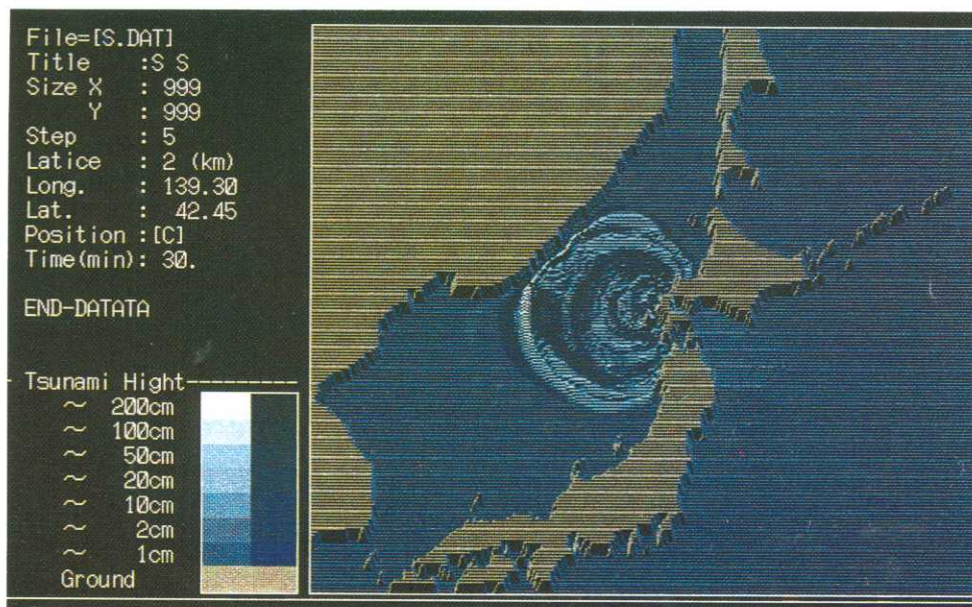 File=[S.DAT]
Title :S S
Size X : 999
Y : 999
Step : 5
Latice : 2 (km)
Long. : 139.30
Lat. : 42.45
Position :[C]
Time(min): 30.
END-DATATA
Tsunami Hight
~ 200cm
~ 100cm
~ 50cm
~ 20cm
~ 10cm
~ 2cm
~ 1cm
Ground